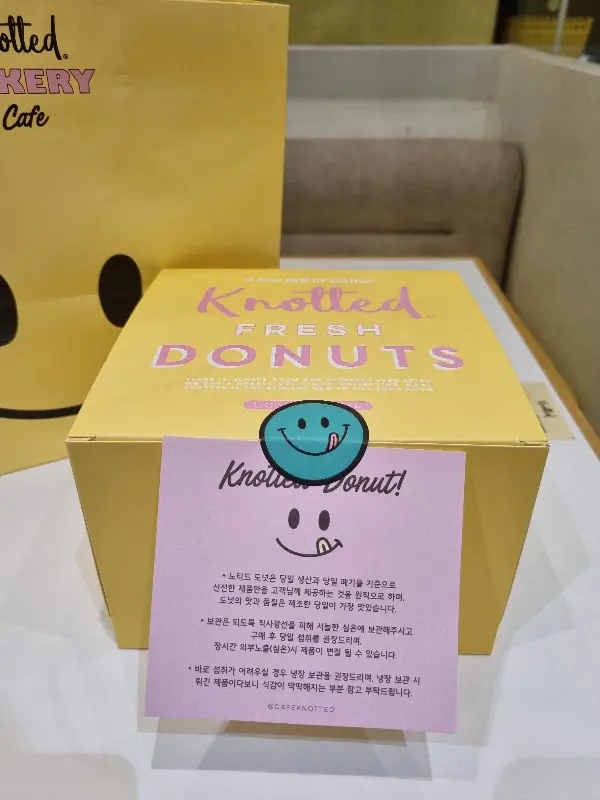 Knotted.
BAKERY
Cafe
Knotted.
FRESH
DONUTS
Knotted Donut!
• 노티드 도넛은 당일 생산과 당일 폐기를 기준으로
신선한 제품만을 고객님께 제공하는 것을 원칙으로 하며,
도넛의 맛과 품질은 제조한 당일이 가장 맛있습니다.
• 보관은 되도록 직사광선을 피해 서늘한 실온에 보관해주시고
구매 후 당일 섭취를 권장드리며,
장시간 외부노출(실온)시 제품이 변질 될 수 있습니다.
• 바로 섭취가 어려우실 경우 냉장 보관을 권장드리며, 냉장 보관 시
튀긴 제품이다보니 식감이 딱딱해지는 부분 참고 부탁드립니다.
@CAFEKNOTTED